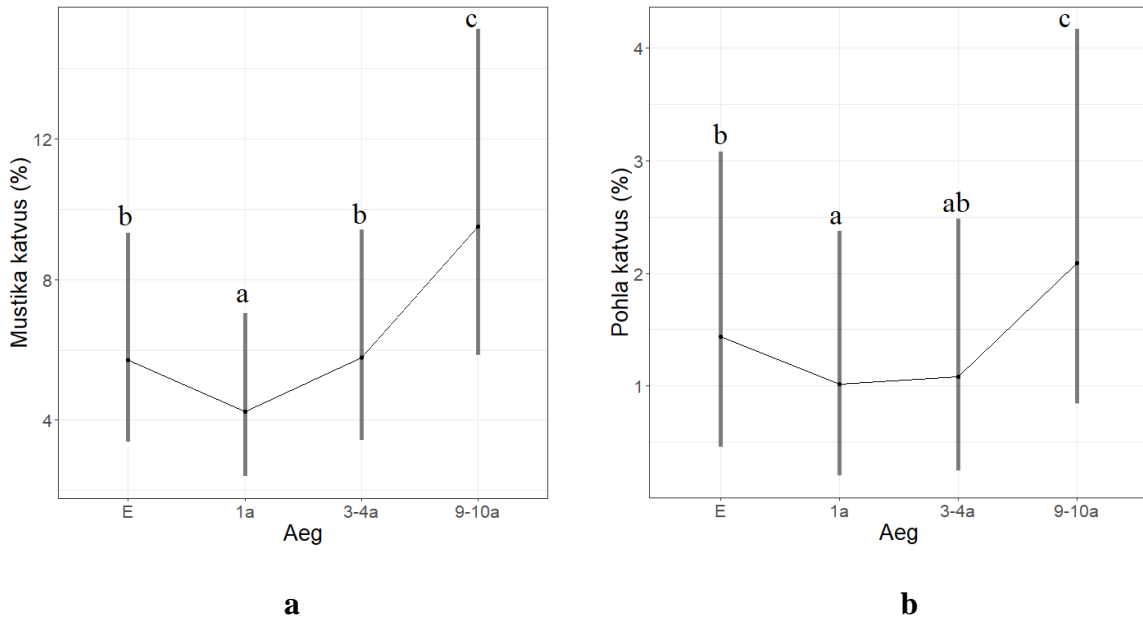 c
12
b
b
8
a
4
Mustika katvus (%)
E
1a
3-4a
9-10a
Aeg
a
c
4
b
3
ab
a
2
1
Pohla katvus (%)
E
1a
3-4a
9-10a
Aeg
b